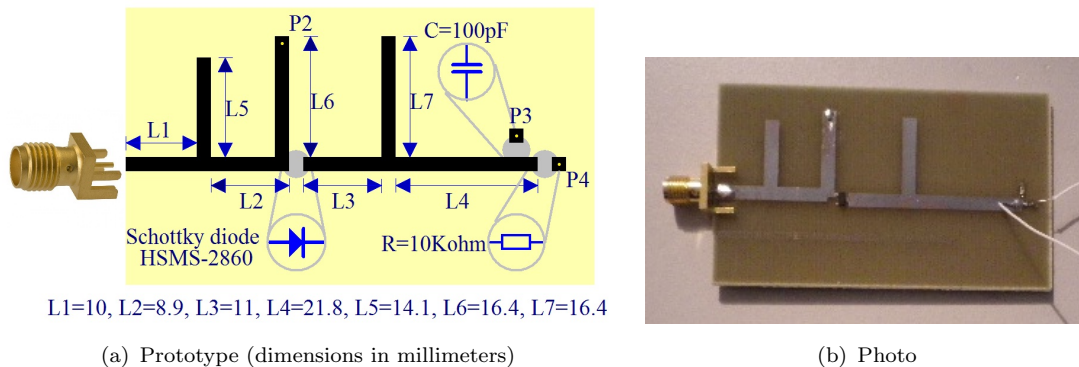 P2
C=100pF
L5
L6
L7
L1
P3
P4
L2
L3
L4
Schottky diode
HSMS-2860
R=10Kohm
L1=10, L2=8.9, L3=11, L4=21.8, L5=14.1, L6=16.4, L7=16.4
(a) Prototype (dimensions in millimeters)
(b) Photo